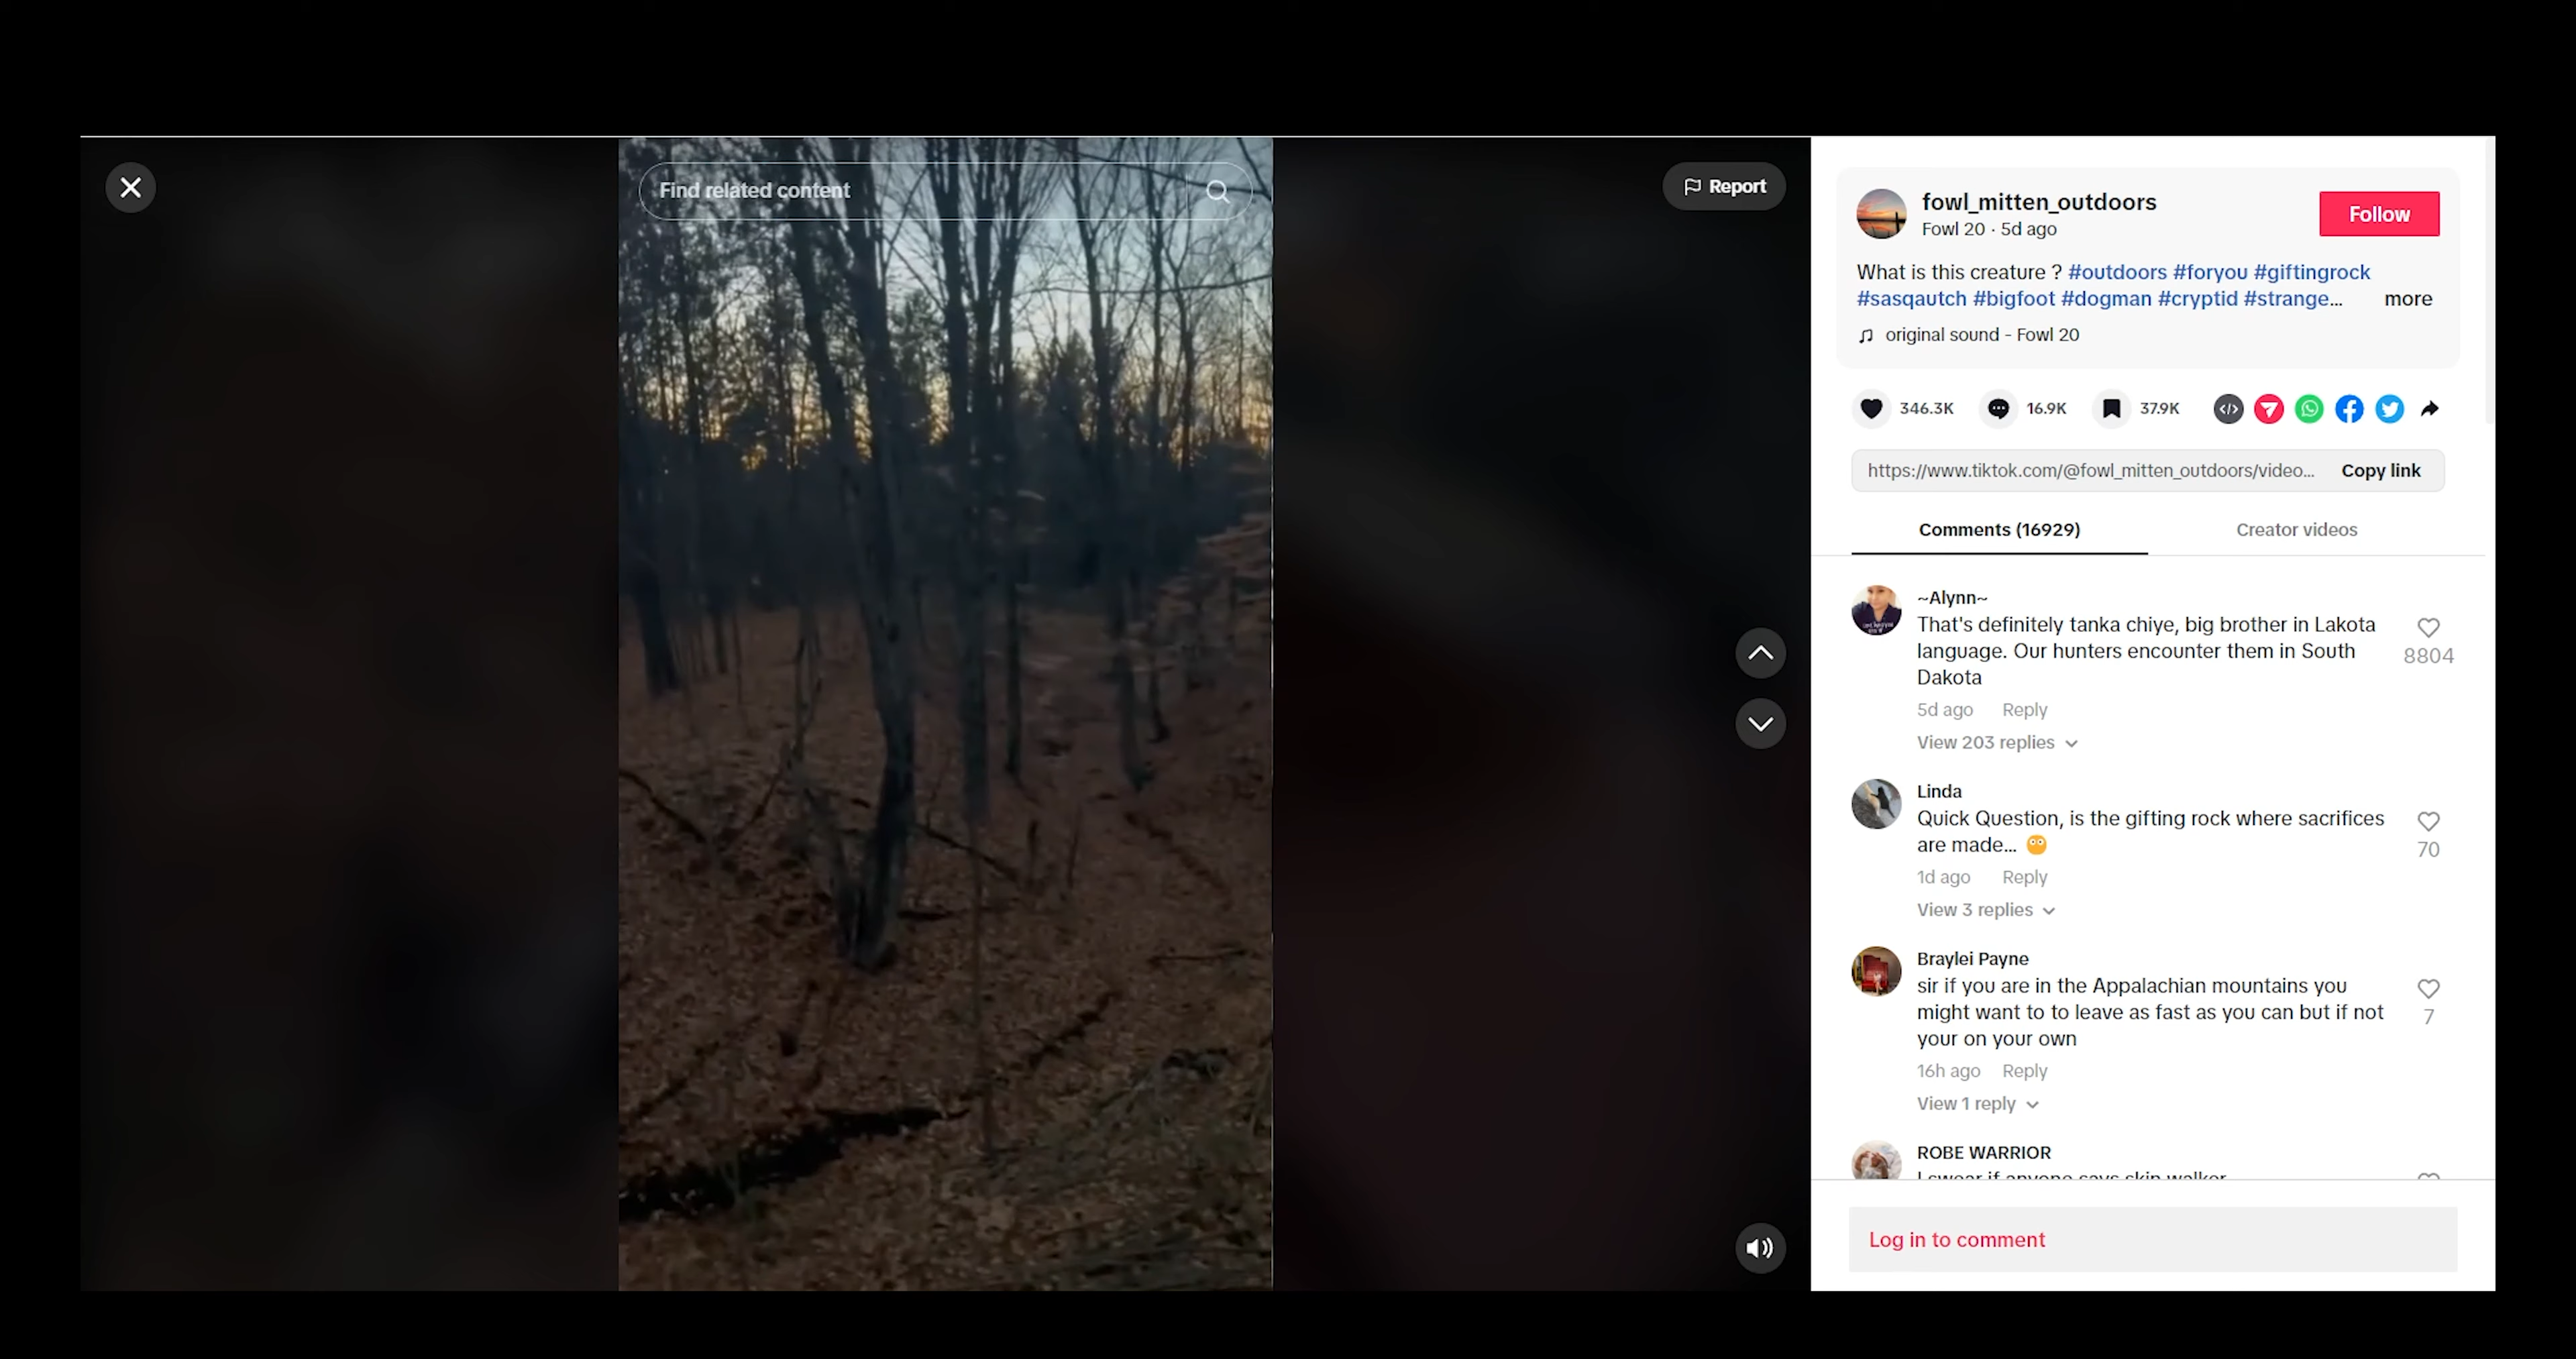 Find related content
Report
fowl_mitten_outdoors
Fowl 20 · 5d ago
Follow
What is this creature ? #outdoors #foryou #giftingrock
#sasqautch #bigfoot #dogman #cryptid #strange...
more
original sound - Fowl 20
346.3K
16.9K
37.9K
https://www.tiktok.com/@fowl_mitten_outdoors/video...
Copy link
Comments (16929)
Creator videos
~Alynn~
That's definitely tanka chiye, big brother in Lakota
language. Our hunters encounter them in South
Dakota
8804
5d ago
Reply
View 203 replies
Linda
Quick Question, is the gifting rock where sacrifices
are made...
70
1d ago
Reply
View 3 replies
Braylei Payne
sir if you are in the Appalachian mountains you
might want to to leave as fast as you can but if not
your on your own
7
16h ago
Reply
View 1 reply
ROBE WARRIOR
I swear if anyone says skin walker
Log in to comment